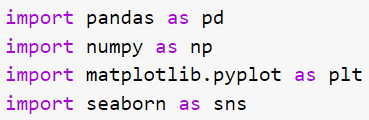 import pandas as pd
import numpy as np
import matplotlib.pyplot as plt
import seaborn as sns